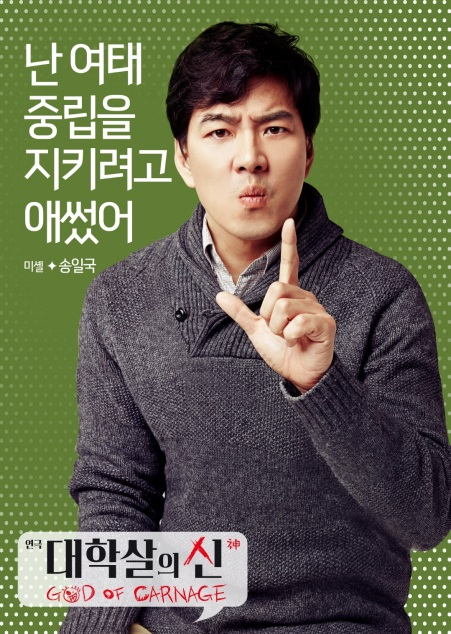 난 여태
중립을
지키려고
애썼어
미셸 ✦ 송일국
연극 대학살의 신 神
GOD OF CARNAGE